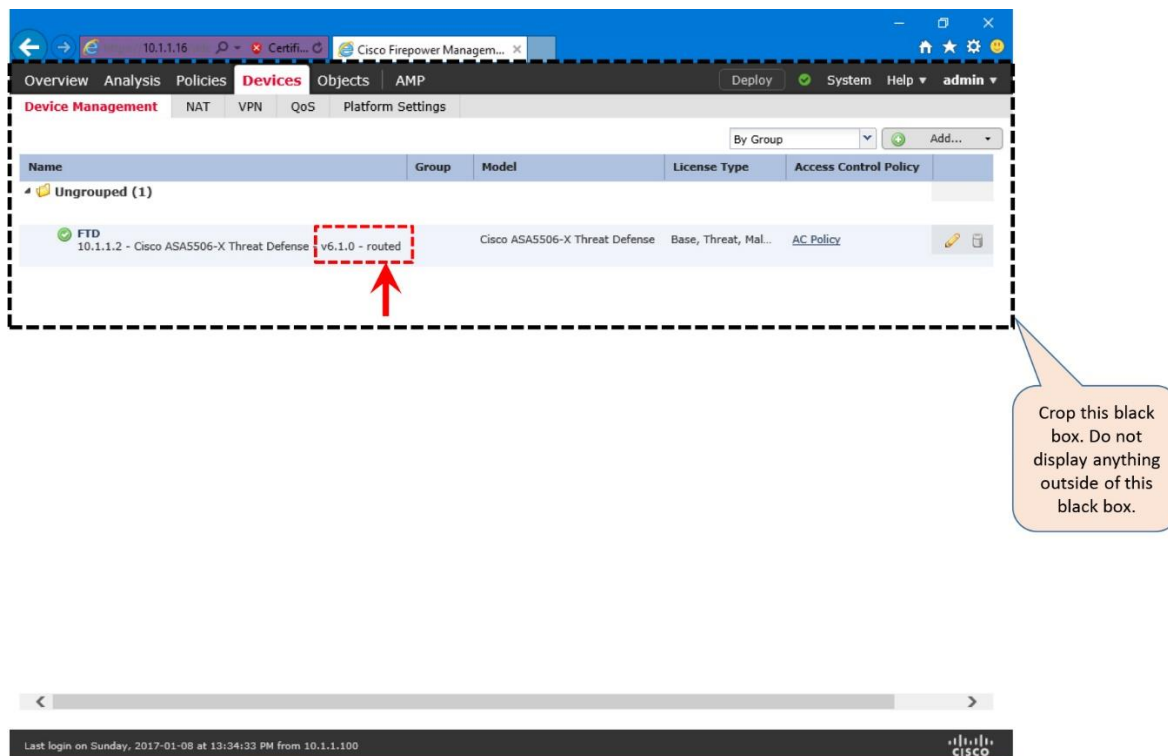 10.1.1.16 Certifi... Cisco Firepower Managem...
Overview Analysis Policies Devices Objects AMP Deploy System Help admin
Device Management NAT VPN QoS Platform Settings
By Group Add...
Name Group Model License Type Access Control Policy
Ungrouped (1)
FTD
10.1.1.2 - Cisco ASA5506-X Threat Defense - v6.1.0 - routed Cisco ASA5506-X Threat Defense Base, Threat, Mal... AC Policy
Crop this black
box. Do not
display anything
outside of this
black box.
Last login on Sunday, 2017-01-08 at 13:34:33 PM from 10.1.1.100
CISCO